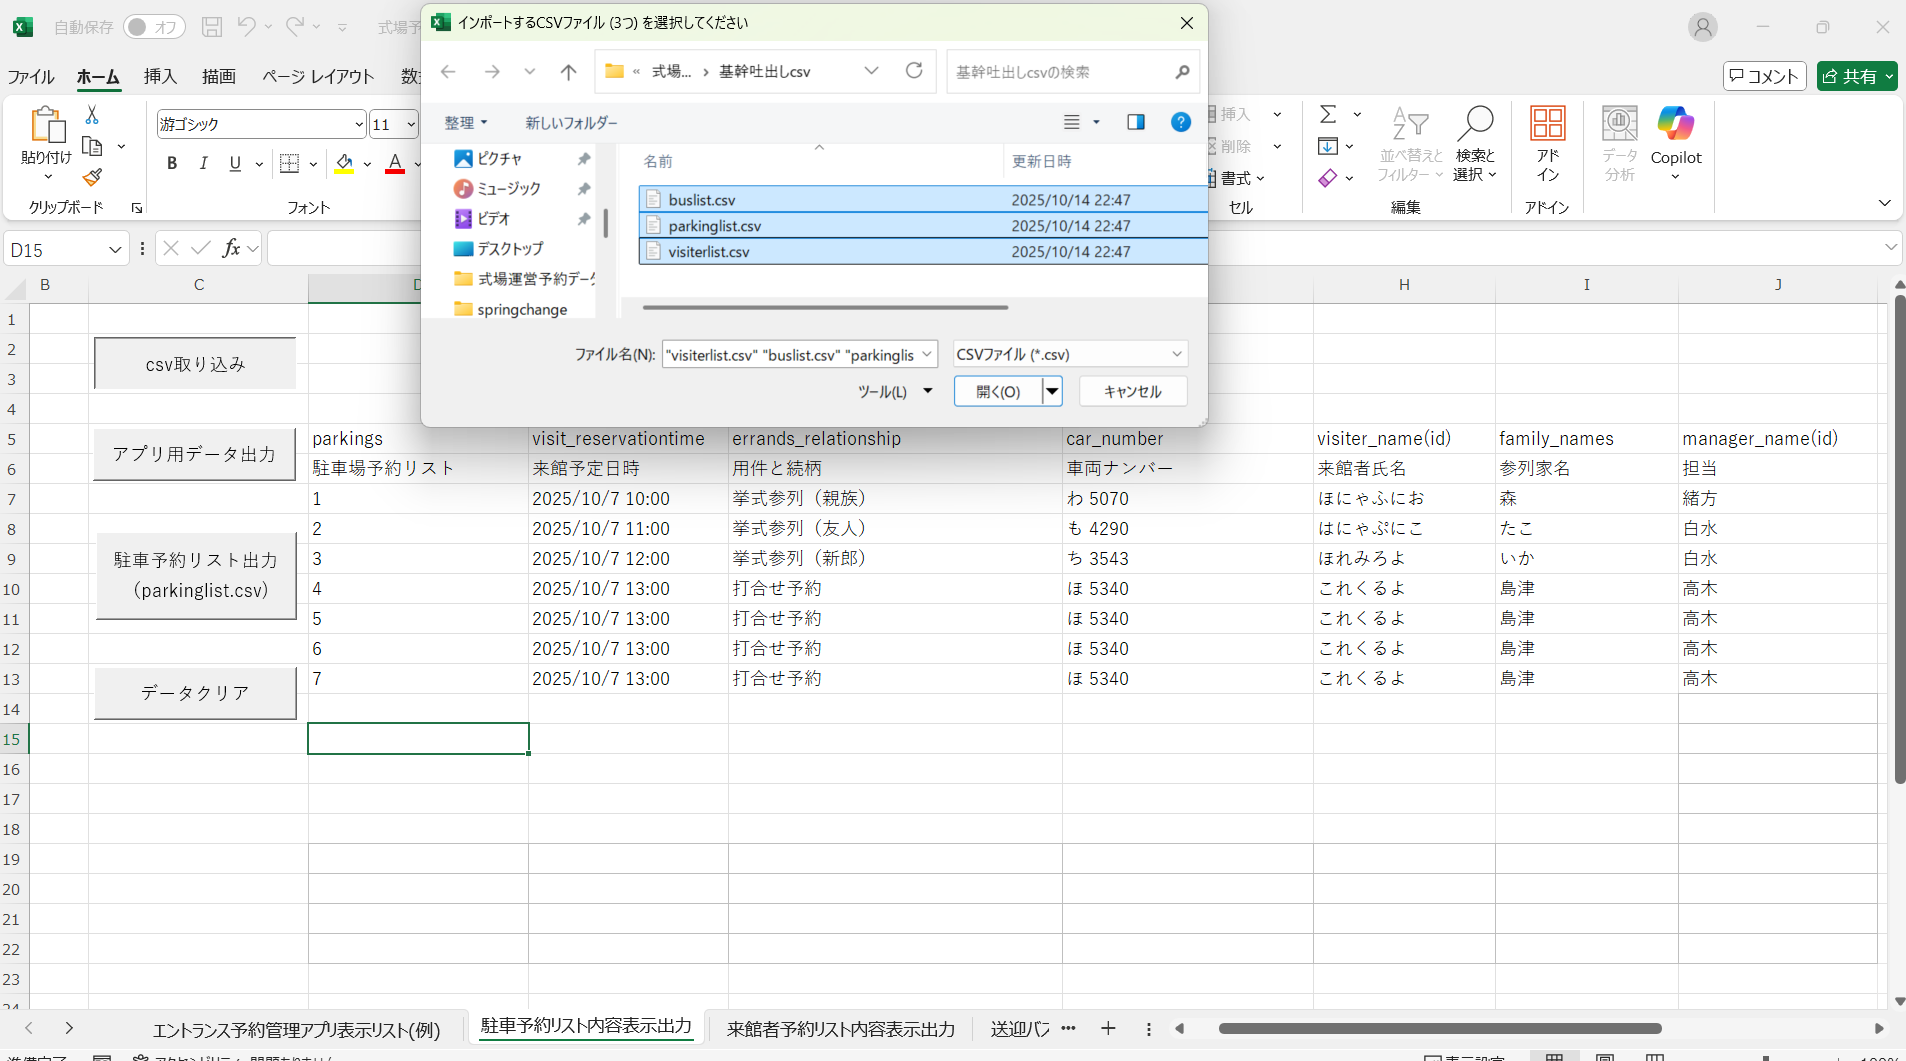 自動保存 オフ 式場予
インポートするCSVファイル (3つ) を選択してください
ファイル ホーム 挿入 描画 ページ レイアウト
コメント 共有
« 式場... › 基幹吐出しcsv 基幹吐出しcsvの検索
整理 新しいフォルダー
貼り付け
游ゴシック 11
B I U A
クリップボード フォント
挿入
削除
書式
セル
並べ替えと
フィルター
検索と
選択
編集
アド
イン
アドイン
データ
分析
Copilot
ピクチャ
ミュージック
ビデオ
デスクトップ
式場運営予約データ
springchange
名前 更新日時
buslist.csv 2025/10/14 22:47
parkinglist.csv 2025/10/14 22:47
visiterlist.csv 2025/10/14 22:47
ファイル名(N): "visiterlist.csv" "buslist.csv" "parkinglis CSVファイル (*.csv)
ツール(L) 開く(O) キャンセル
D15 fx
B C D H I J
1
2
csv取り込み
3
4
5 parkings visit_reservationtime errands_relationship car_number visiter_name(id) family_names manager_name(id)
アプリ用データ出力
6 駐車場予約リスト 来館予定日時 用件と続柄 車両ナンバー 来館者氏名 参列家名 担当
7 1 2025/10/7 10:00 挙式参列（親族） わ 5070 ほにゃふにお 森 緒方
8 2 2025/10/7 11:00 挙式参列（友人） も 4290 はにゃぷにこ たこ 白水
9 駐車予約リスト出力 3 2025/10/7 12:00 挙式参列（新郎） ち 3543 ほれみろよ いか 白水
10 （parkinglist.csv） 4 2025/10/7 13:00 打合せ予約 ほ 5340 これくるよ 島津 高木
11 5 2025/10/7 13:00 打合せ予約 ほ 5340 これくるよ 島津 高木
12 6 2025/10/7 13:00 打合せ予約 ほ 5340 これくるよ 島津 高木
13 データクリア 7 2025/10/7 13:00 打合せ予約 ほ 5340 これくるよ 島津 高木
14
15
16
17
18
19
20
21
22
23
24
エントランス予約管理アプリ表示リスト(例) 駐車予約リスト内容表示出力 来館者予約リスト内容表示出力 送迎バス